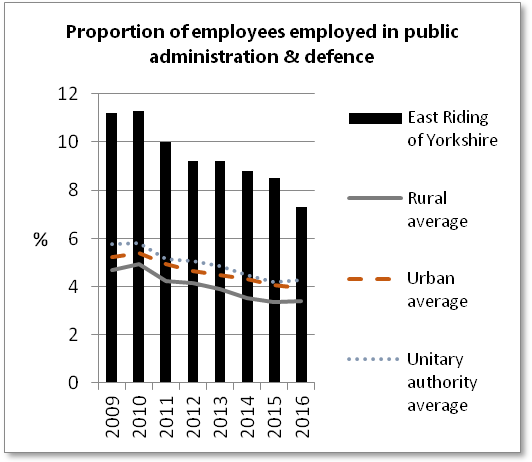 Proportion of employees employed in public
administration & defence
12
10
8
6
4
2
0
%
2009
2010
2011
2012
2013
2014
2015
2016
East Riding
of Yorkshire
Rural
average
Urban
average
Unitary
authority
average